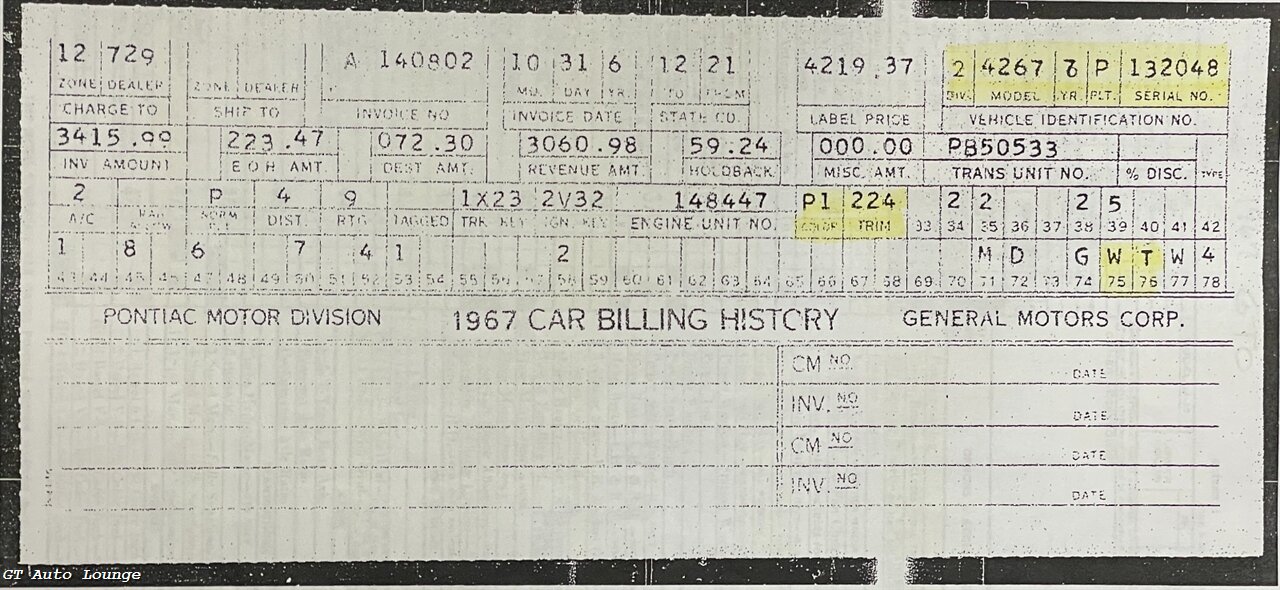 12 729 A 140802 10 31 6 12 21 4219.37 2 4267 7 P 132048
ZONE DEALER ZONE DEALER MO. DAY YR. TO FROM DIV. MODEL YR. PLT. SERIAL NO.
CHARGE TO SHIP TO INVOICE NO INVOICE DATE STATE CD. LABEL PRICE VEHICLE IDENTIFICATION NO.
3415.00 223.47 072.30 3060.98 59.24 000.00 P850533
INV AMOUNT E O H AMT. DEST AMT. REVENUE AMT. HOLDBACK MISC. AMT. TRANS UNIT NO. % DISC. TYPE
2 P 4 9 1X23 2V32 148447 P1 224 2 2 2 5
A/C NORM DIST. RTG TAGGED TRK KEY IGN. KEY ENGINE UNIT NO. COLOR TRIM 33 34 35 36 37 38 39 40 41 42
1 8 6 7 4 1 2 M D G W T W 4
43 44 45 46 47 48 49 50 51 52 53 54 55 56 57 58 59 60 61 62 63 64 65 66 67 68 69 70 71 72 73 74 75 76 77 78
PONTIAC MOTOR DIVISION 1967 CAR BILLING HISTORY GENERAL MOTORS CORP.
CM NO DATE
INV. NO DATE
CM NO DATE
INV. NO DATE
GT Auto Lounge